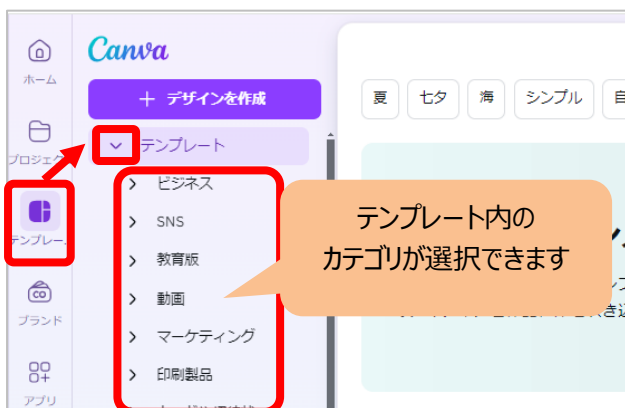 Canva
ホーム
+ デザインを作成
夏
七夕
海
シンプル
プロジェク
テンプレート
ビジネス
テンプレー
SNS
教育版
動画
ブランド
マーケティング
印刷製品
アプリ
テンプレート内の
カテゴリが選択できます